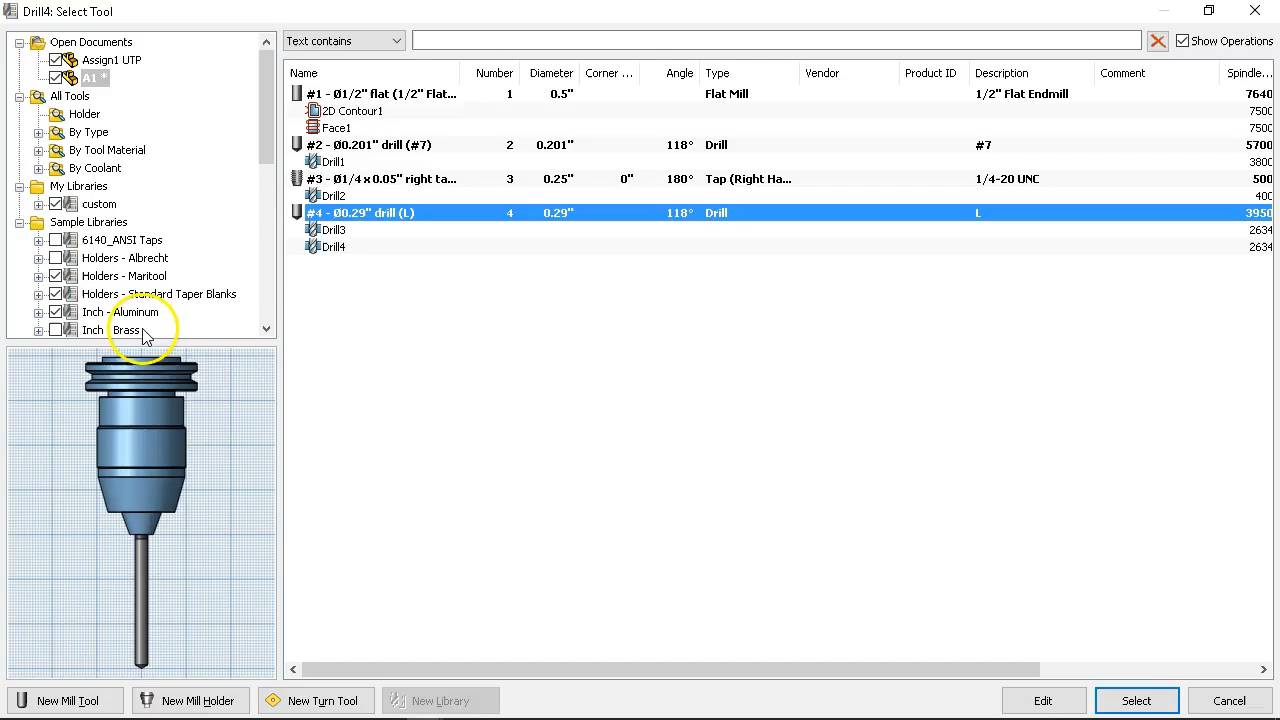 Drill4: Select Tool
Open Documents
Assign1 UTP
A1 *
All Tools
Holder
By Type
By Tool Material
By Coolant
My Libraries
custom
Sample Libraries
6140_ANSI Taps
Holders - Albrecht
Holders - Maritool
Holders - Standard Taper Blanks
Inch - Aluminum
Inch - Brass
Text contains
Show Operations
Name Number Diameter Corner ... Angle Type Vendor Product ID Description Comment Spindle...
#1 - Ø1/2" flat (1/2" Flat... 1 0.5" Flat Mill 1/2" Flat Endmill 7640
2D Contour1 7500
Face1 7500
#2 - Ø0.201" drill (#7) 2 0.201" 118° Drill #7 5700
Drill1 3800
#3 - Ø1/4 x 0.05" right ta... 3 0.25" 0" 180° Tap (Right Ha... 1/4-20 UNC 500
Drill2 400
#4 - Ø0.29" drill (L) 4 0.29" 118° Drill L 3950
Drill3 2634
Drill4 2634
New Mill Tool New Mill Holder New Turn Tool New Library Edit Select Cancel